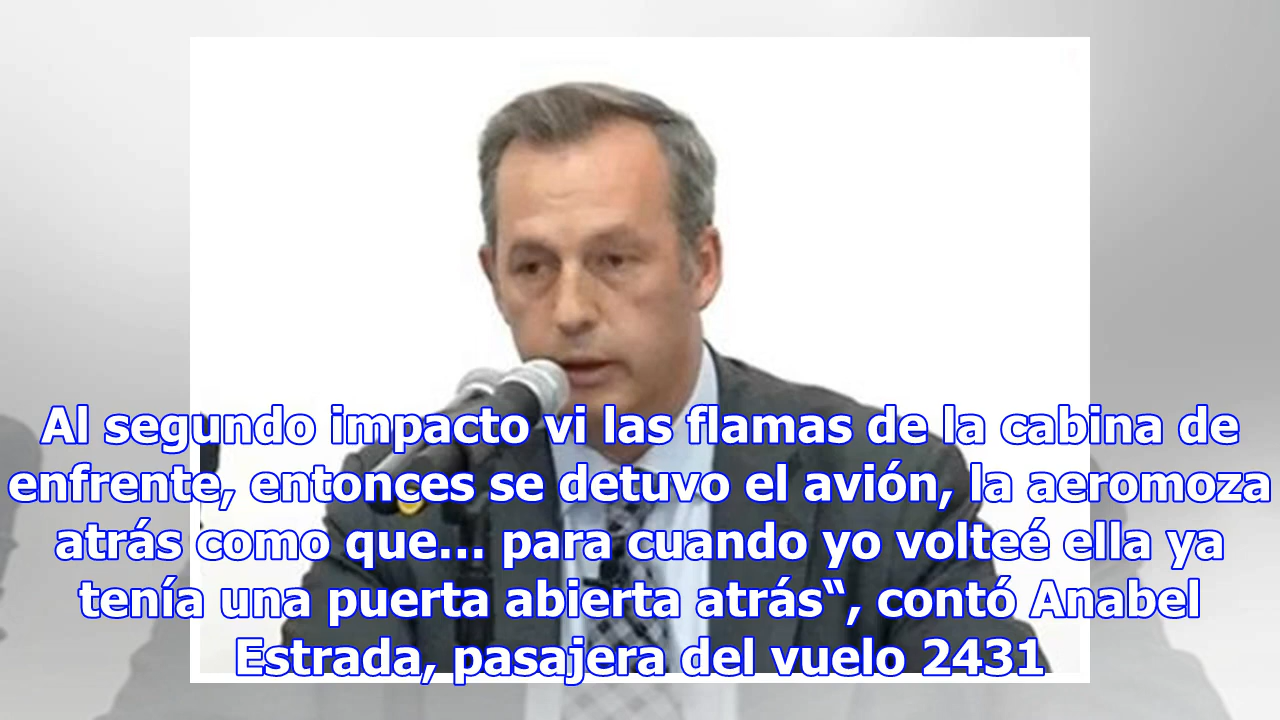 Al segundo impacto vi las flamas de la cabina de
enfrente, entonces se detuvo el avión, la aeromoza
atrás como que... para cuando yo volteé ella ya
tenía una puerta abierta atrás“, contó Anabel
Estrada, pasajera del vuelo 2431